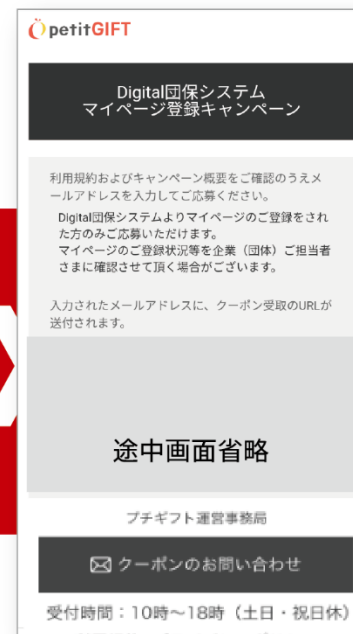 petitGIFT
Digital団保システム
マイページ登録キャンペーン
利用規約およびキャンペーン概要をご確認のうえメ
ールアドレスを入力してご応募ください。
Digital団保システムよりマイページのご登録をされ
た方のみご応募いただけます。
マイページのご登録状況等を企業（団体）ご担当者
さまに確認させて頂く場合がございます。
入力されたメールアドレスに、クーポン受取のURLが
送付されます。
途中画面省略
プチギフト運営事務局
クーポンのお問い合わせ
受付時間：10時～18時（土日・祝日休）